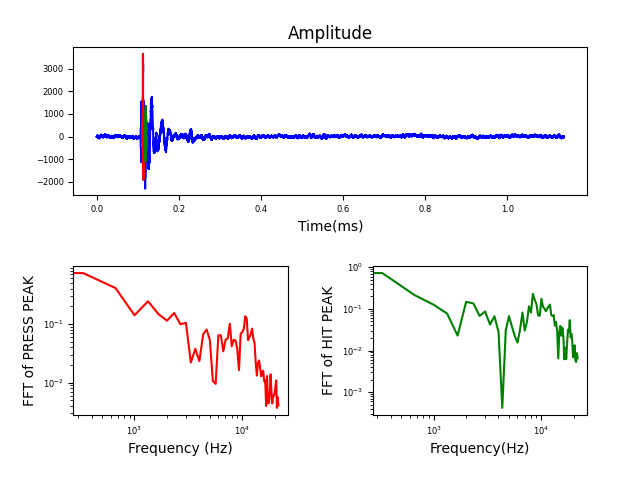 Amplitude
3000
2000
1000
0
−1000
−2000
0.0 0.2 0.4 0.6 0.8 1.0
Time(ms)
FFT of PRESS PEAK
10⁻¹
10⁻²
10³ 10⁴
Frequency (Hz)
FFT of HIT PEAK
10⁰
10⁻¹
10⁻²
10⁻³
10³ 10⁴
Frequency(Hz)